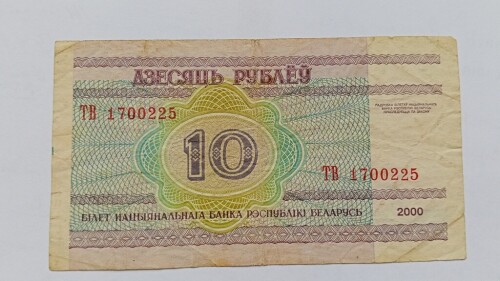 ДЗЕСЯЦЬ РУБЛЁЎ
ТВ 1700225
10
ТВ 1700225
БІЛЕТ НАЦЫЯНАЛЬНАГА БАНКА РЭСПУБЛІКІ БЕЛАРУСЬ
2000